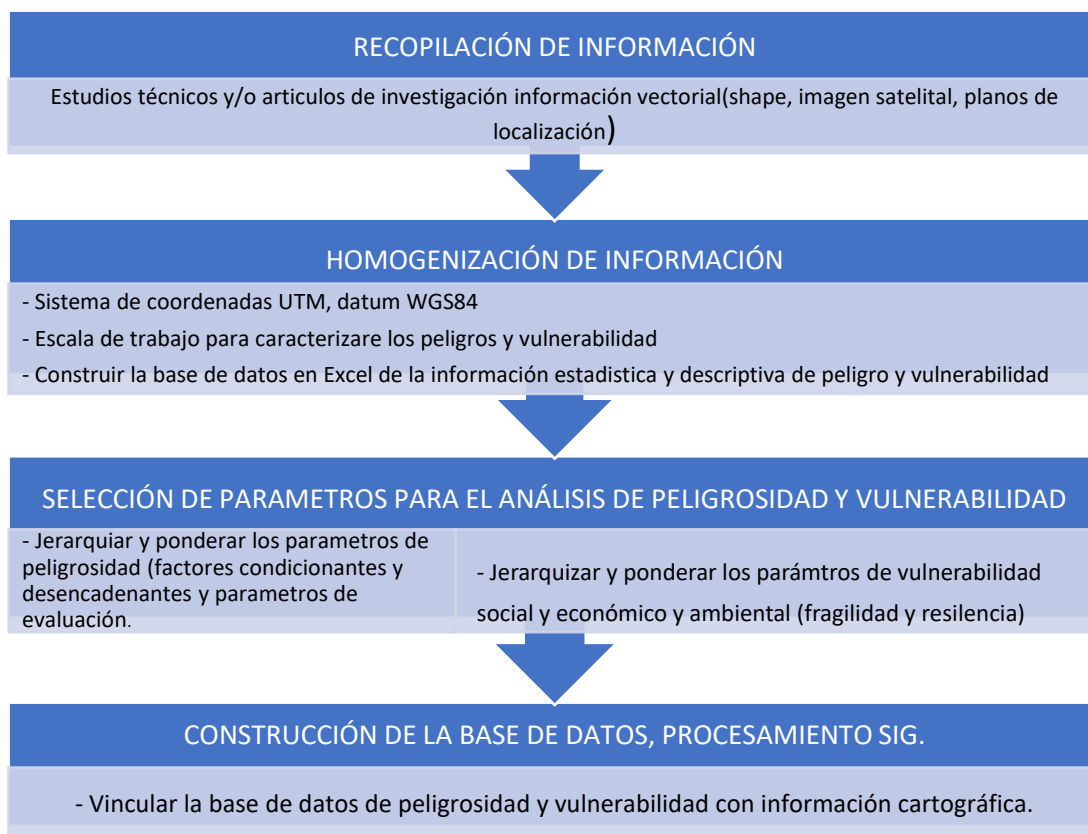 RECOPILACIÓN DE INFORMACIÓN
Estudios técnicos y/o articulos de investigación información vectorial(shape, imagen satelital, planos de
localización)
HOMOGENIZACIÓN DE INFORMACIÓN
- Sistema de coordenadas UTM, datum WGS84
- Escala de trabajo para caracterizare los peligros y vulnerabilidad
- Construir la base de datos en Excel de la información estadistica y descriptiva de peligro y vulnerabilidad
SELECCIÓN DE PARAMETROS PARA EL ANÁLISIS DE PELIGROSIDAD Y VULNERABILIDAD
- Jerarquiar y ponderar los parametros de
peligrosidad (factores condicionantes y
desencadenantes y parametros de
evaluación.
- Jerarquizar y ponderar los parámtros de vulnerabilidad
social y económico y ambiental (fragilidad y resilencia)
CONSTRUCCIÓN DE LA BASE DE DATOS, PROCESAMIENTO SIG.
- Vincular la base de datos de peligrosidad y vulnerabilidad con información cartográfica.